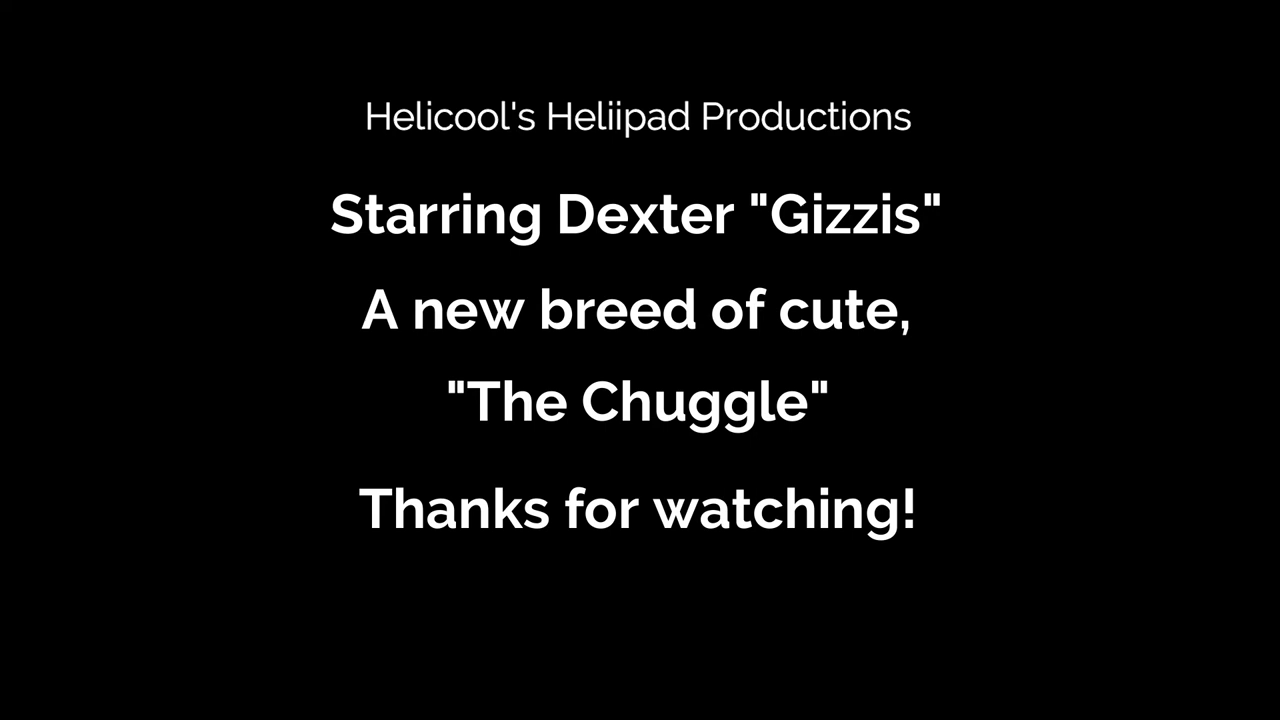 Helicool's Heliipad Productions
Starring Dexter "Gizzis"
A new breed of cute,
"The Chuggle"
Thanks for watching!